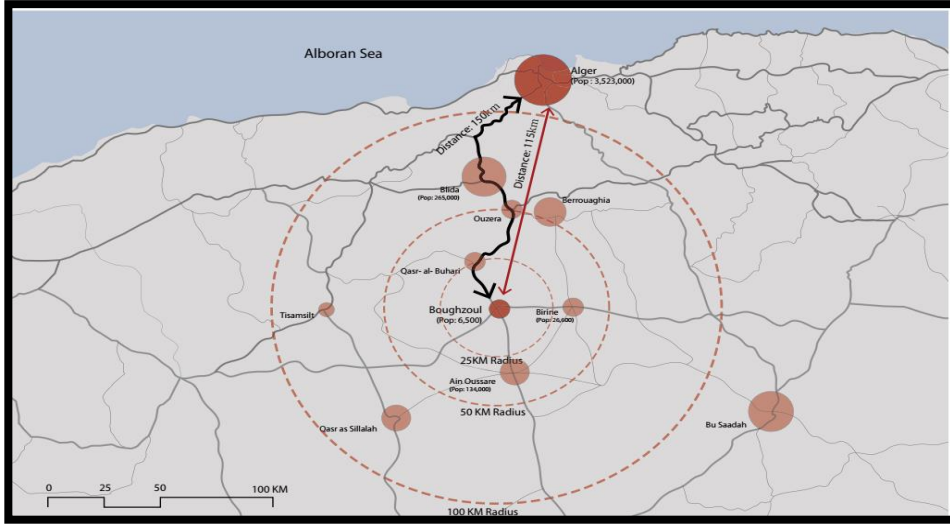 Alboran Sea
Alger
(Pop : 3,523,000)
Distance: 150km
Distance: 115km
Blida
(Pop: 265,000)
Ouzera
Berrouaghia
Qasr- al- Buhari
Boughzoul
(Pop: 6,500)
Birine
(Pop: 26,600)
Tisamsilt
25KM Radius
Ain Oussare
(Pop: 134,000)
50 KM Radius
Qasr as Sillalah
Bu Saadah
0 25 50 100 KM
100 KM Radius